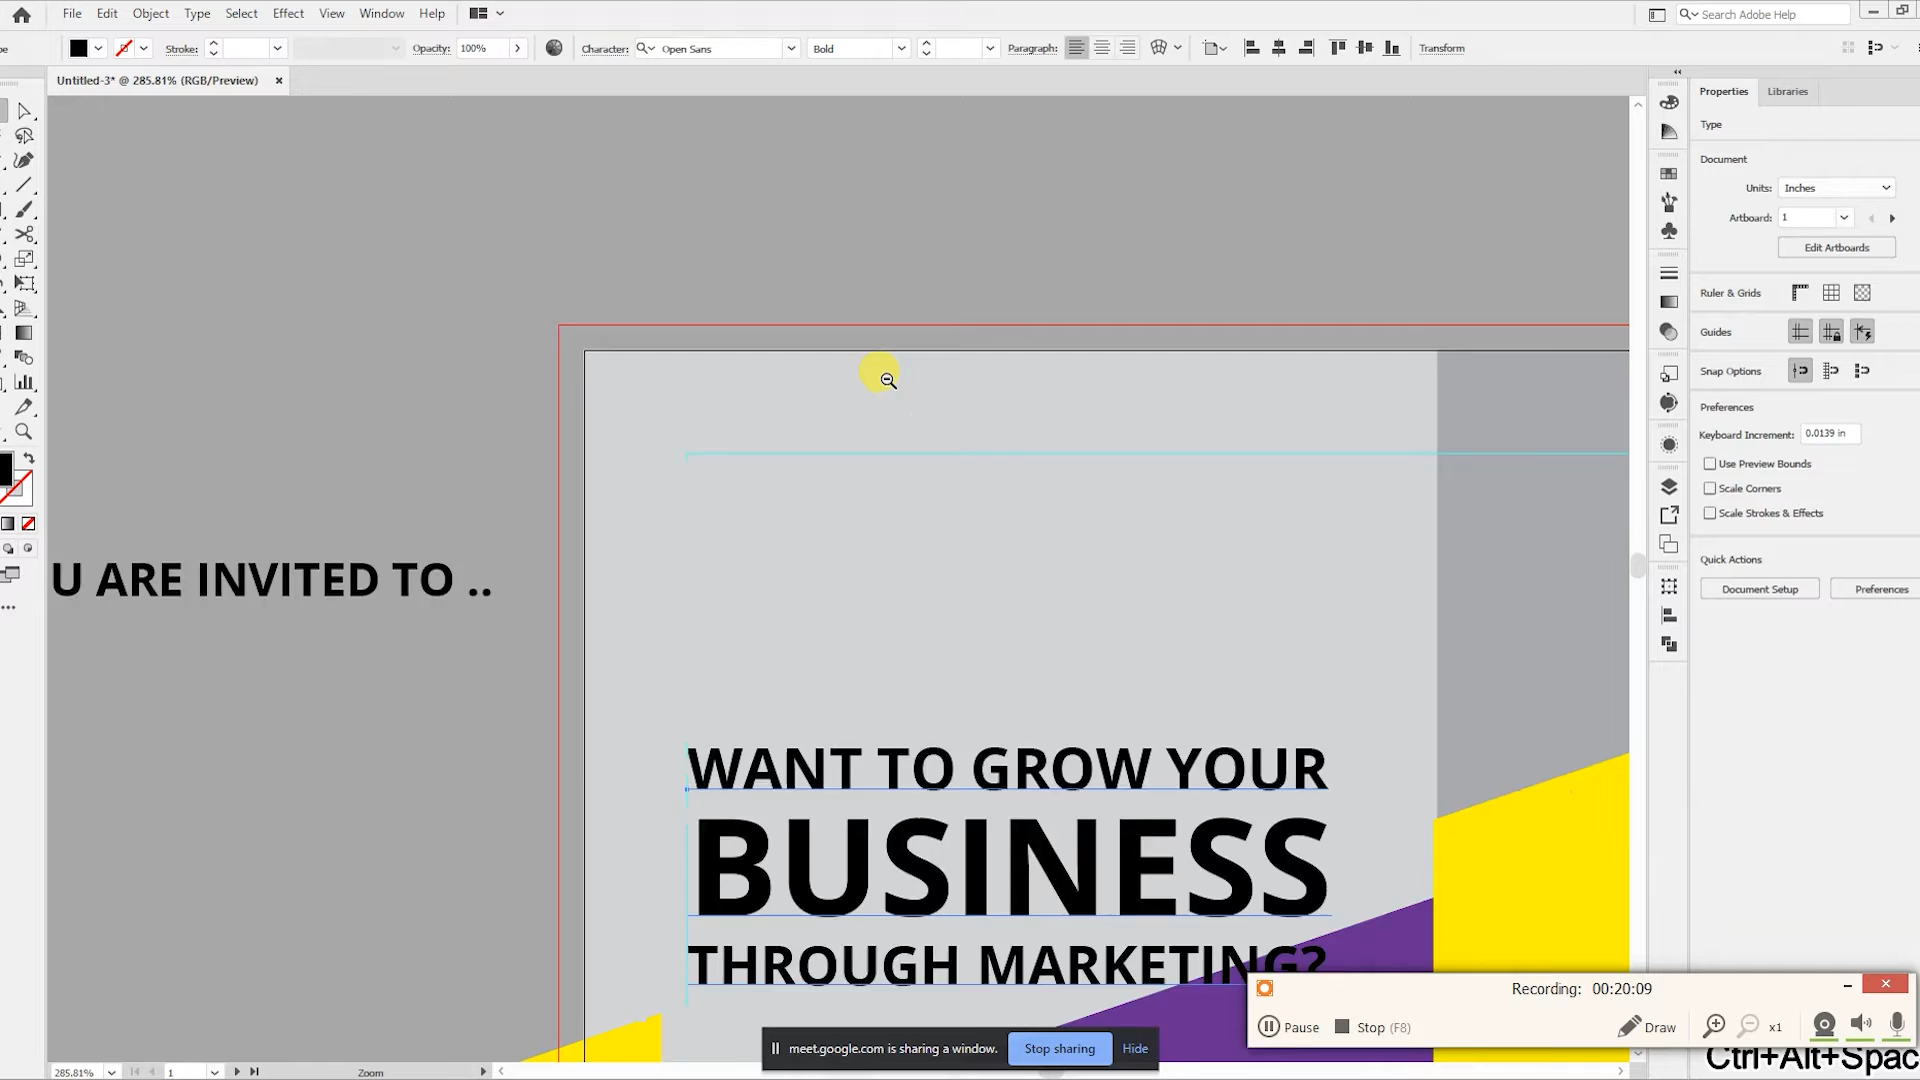 File Edit Object Type Select Effect View Window Help
Search Adobe Help
Stroke: Opacity: 100% Character: Open Sans Bold Paragraph: Transform
Untitled-3* @ 285.81% (RGB/Preview) ×
Properties Libraries
Type
Document
Units: Inches
Artboard: 1
Edit Artboards
Ruler & Grids
Guides
Snap Options
Preferences
Keyboard Increment: 0.0139 in
Use Preview Bounds
Scale Corners
Scale Strokes & Effects
Quick Actions
Document Setup Preferences
U ARE INVITED TO ..
WANT TO GROW YOUR
BUSINESS
THROUGH MARKETING?
Recording: 00:20:09
Pause Stop (F8) Draw x1
meet.google.com is sharing a window. Stop sharing Hide
Ctrl+Alt+Spac
285.81% 1 Zoom